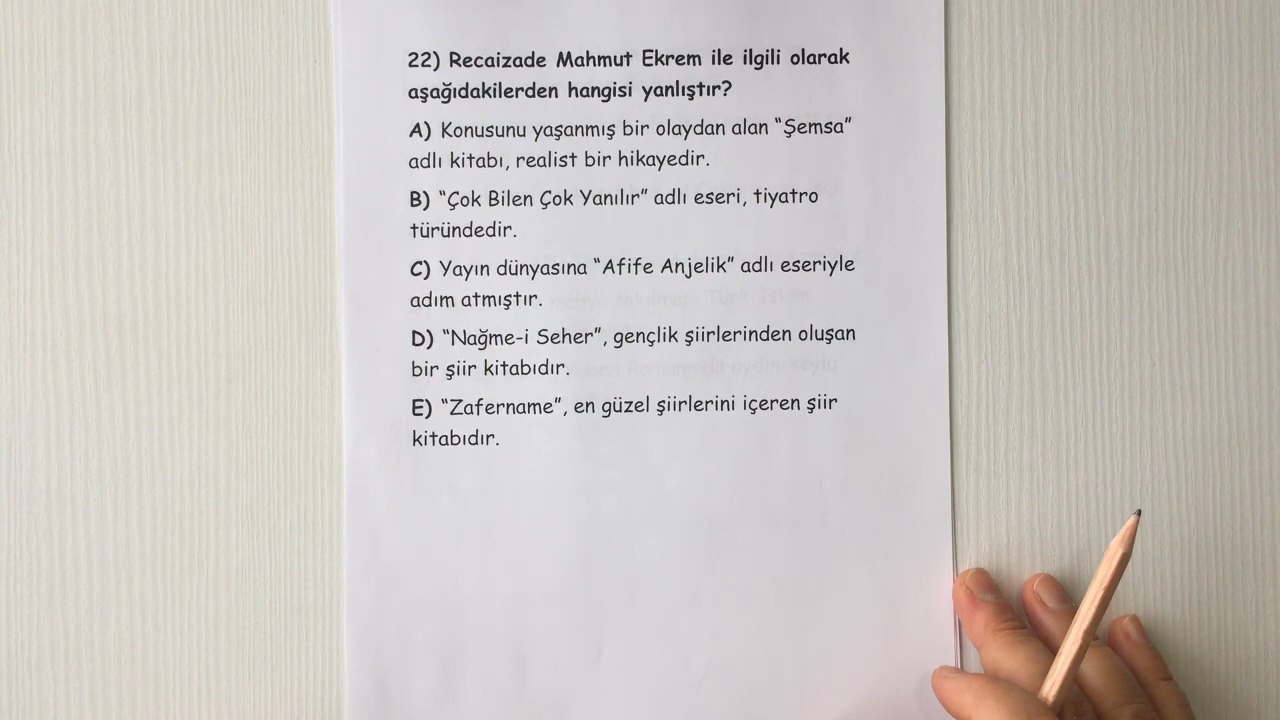 22) Recaizade Mahmut Ekrem ile ilgili olarak
aşağıdakilerden hangisi yanlıştır?
A) Konusunu yaşanmış bir olaydan alan “Şemsa”
adlı kitabı, realist bir hikayedir.
B) “Çok Bilen Çok Yanılır” adlı eseri, tiyatro
türündedir.
C) Yayın dünyasına “Afife Anjelik” adlı eseriyle
adım atmıştır.
D) “Nağme-i Seher”, gençlik şiirlerinden oluşan
bir şiir kitabıdır.
E) “Zafername”, en güzel şiirlerini içeren şiir
kitabıdır.